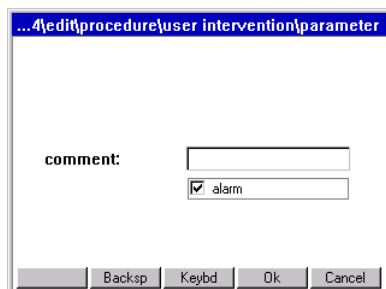 ...4\edit\procedure\user intervention\parameter
comment:
alarm
Backsp Keybd Ok Cancel